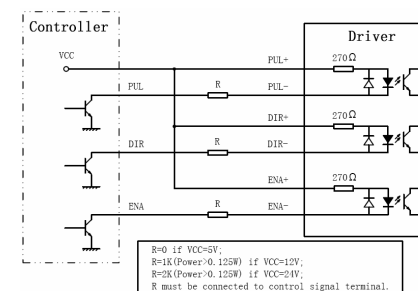 Controller
Driver
VCC
PUL+
270Ω
PUL
R
PUL-
DIR+
270Ω
DIR
R
DIR-
ENA+
270Ω
ENA
R
ENA-
R=0 if VCC=5V;
R=1K(Power>0.125W) if VCC=12V;
R=2K(Power>0.125W) if VCC=24V;
R must be connected to control signal terminal.